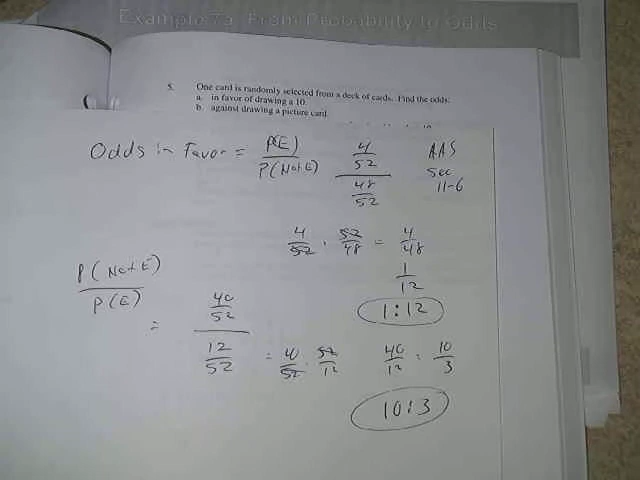 Example 7a: From Probability to Odds
5. One card is randomly selected from a deck of cards. Find the odds:
a. in favor of drawing a 10.
b. against drawing a picture card.
Odds in Favor = P(E) / P(Not E)
4/52 / 48/52
AAS
Sec
11-6
4/52 · 52/48 = 4/48
1/12
1:12
P(Not E) / P(E) = 40/52 / 12/52 = 40/52 · 52/12
40/12 : 10/3
10:3